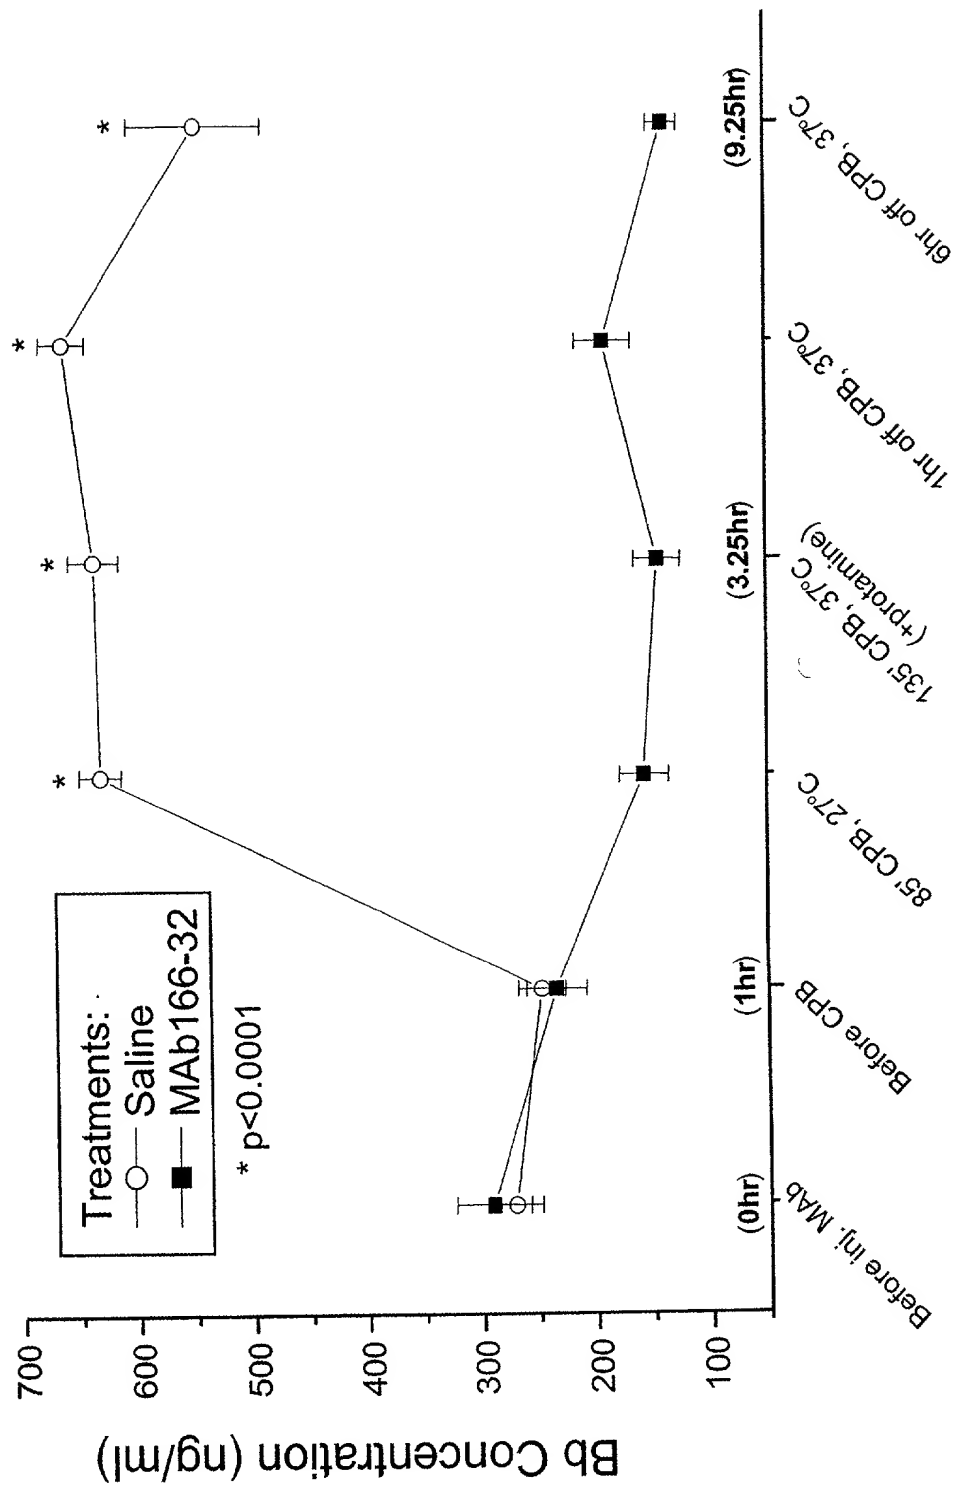 Bb Concentration (ng/ml)
700
600
500
400
300
200
100
Treatments:
Saline
MAb166-32
* p<0.0001
*
*
*
*
(0hr)
(1hr)
(3.25hr)
(9.25hr)
Before inj. MAb
Before CPB
85' CPB, 27°C
135' CPB, 37°C
(+protamine)
1hr off CPB, 37°C
6hr off CPB, 37°C